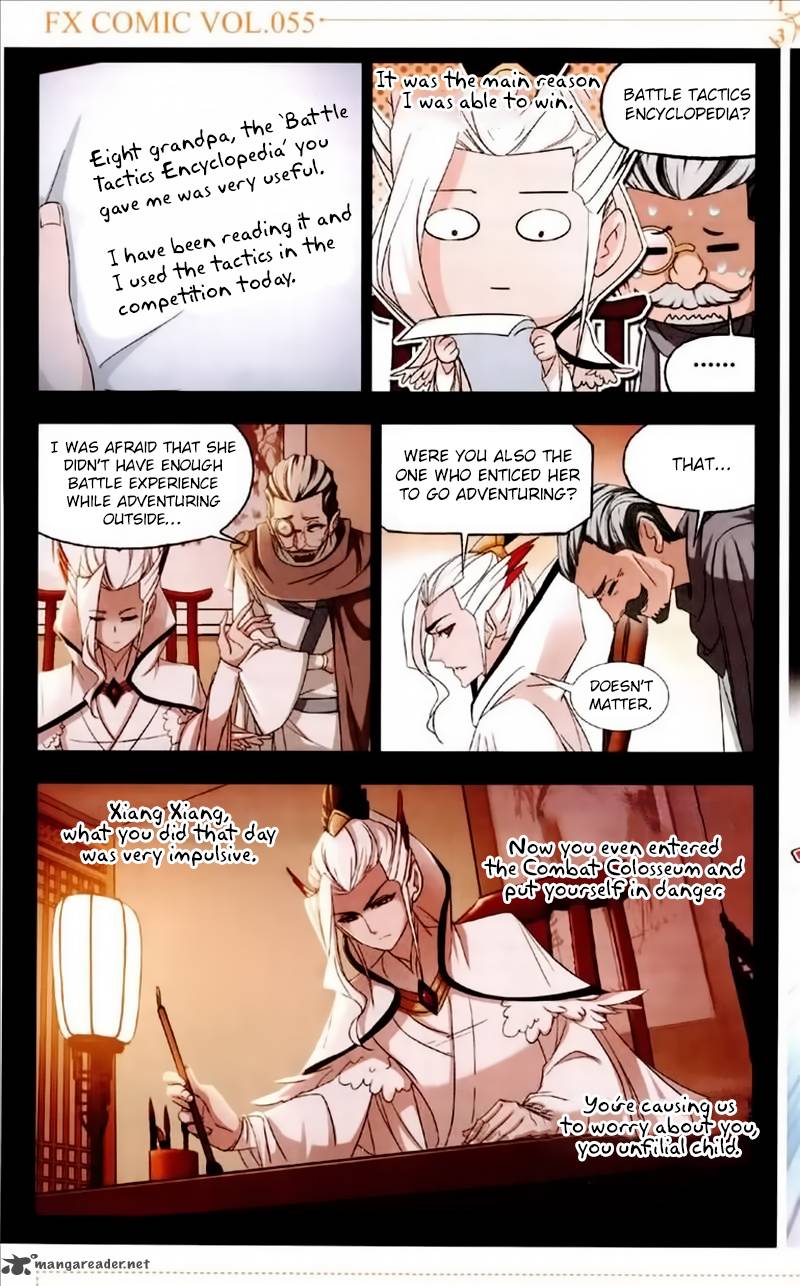 FX COMIC VOL.055
Eight grandpa, the 'Battle
Tactics Encyclopedia' you
gave me was very useful.
I have been reading it and
I used the tactics in the
competition today.
It was the main reason
I was able to win.
BATTLE TACTICS
ENCYCLOPEDIA?
......
I WAS AFRAID THAT SHE
DIDN'T HAVE ENOUGH
BATTLE EXPERIENCE
WHILE ADVENTURING
OUTSIDE...
WERE YOU ALSO THE
ONE WHO ENTICED HER
TO GO ADVENTURING?
THAT...
DOESN'T
MATTER.
Xiang Xiang,
what you did that day
was very impulsive.
Now you even entered
the Combat Colosseum and
put yourself in danger.
You're causing us
to worry about you,
you unfilial child.
mangareader.net